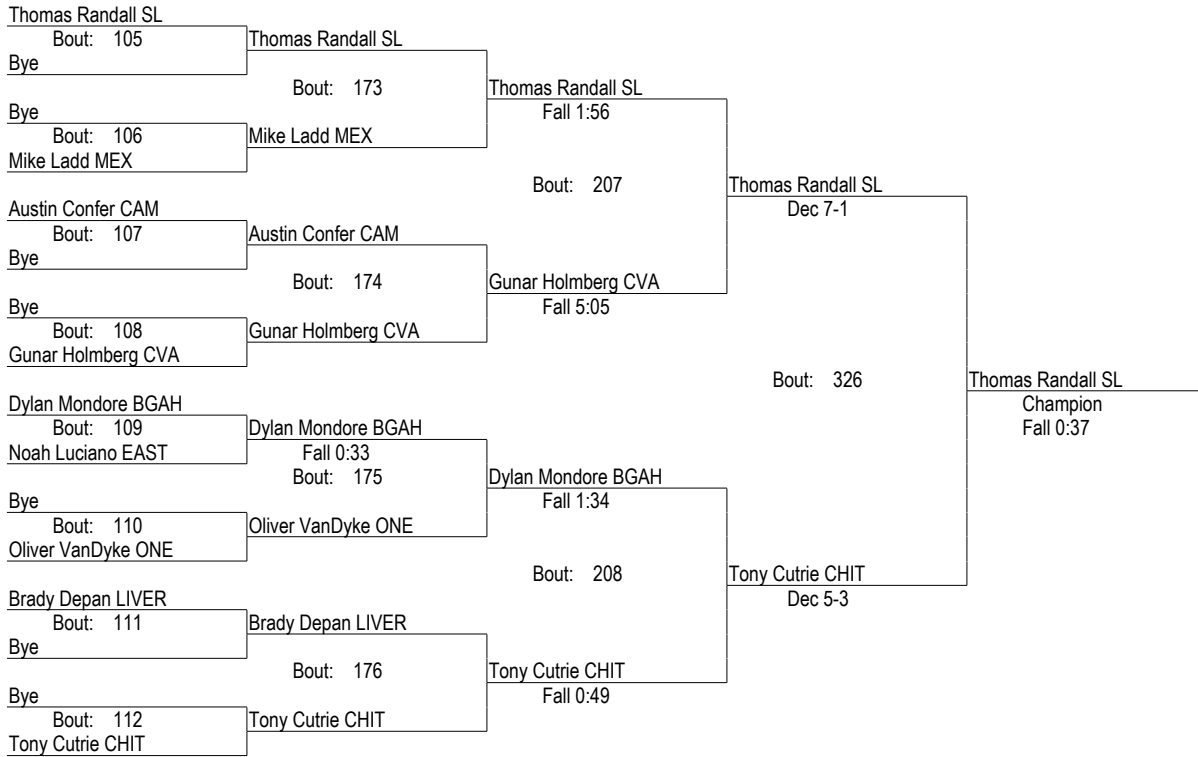 Thomas Randall SL
Bout: 105
Thomas Randall SL
Bye
Bout: 173
Thomas Randall SL
Bye
Fall 1:56
Bout: 106
Mike Ladd MEX
Mike Ladd MEX
Bout: 207
Thomas Randall SL
Austin Confer CAM
Dec 7-1
Bout: 107
Austin Confer CAM
Bye
Bout: 174
Gunar Holmberg CVA
Bye
Fall 5:05
Bout: 108
Gunar Holmberg CVA
Gunar Holmberg CVA
Bout: 326
Thomas Randall SL
Dylan Mondore BGAH
Champion
Bout: 109
Dylan Mondore BGAH
Fall 0:37
Noah Luciano EAST
Fall 0:33
Bout: 175
Dylan Mondore BGAH
Bye
Fall 1:34
Bout: 110
Oliver VanDyke ONE
Oliver VanDyke ONE
Bout: 208
Tony Cutrie CHIT
Brady Depan LIVER
Dec 5-3
Bout: 111
Brady Depan LIVER
Bye
Bout: 176
Tony Cutrie CHIT
Bye
Fall 0:49
Bout: 112
Tony Cutrie CHIT
Tony Cutrie CHIT